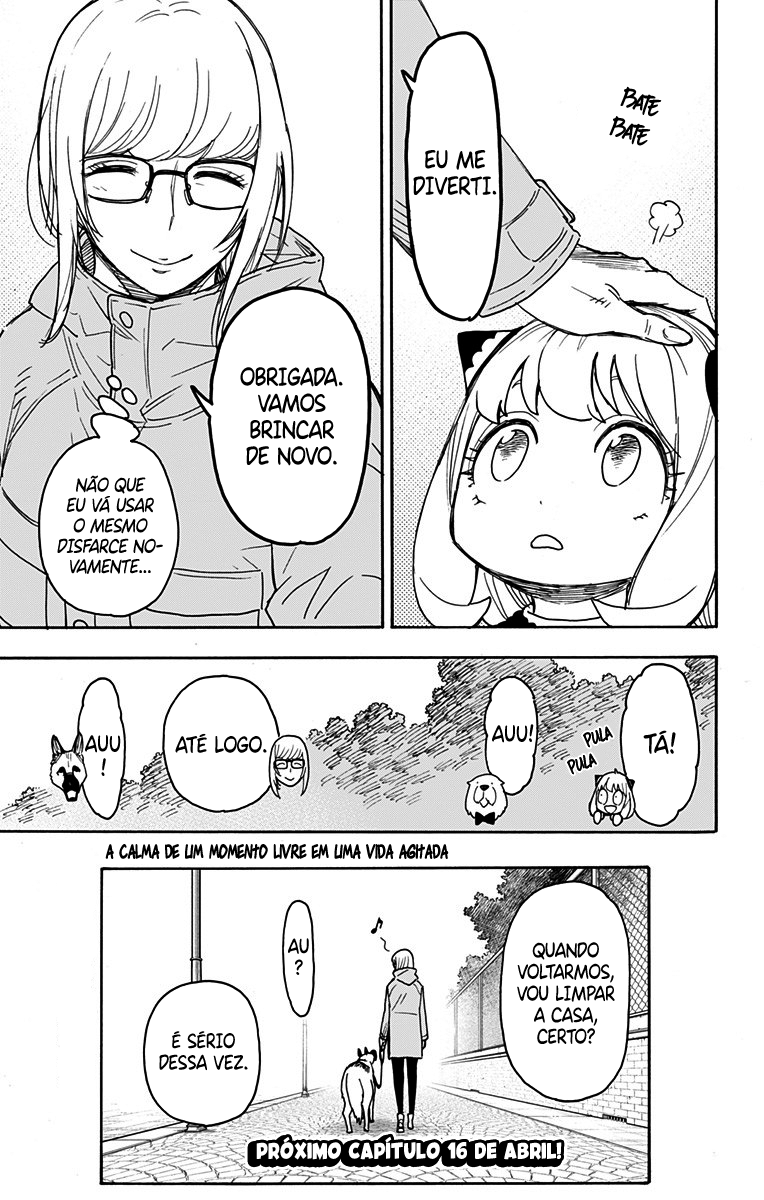 BATE
BATE
EU ME
DIVERTI.
OBRIGADA.
VAMOS
BRINCAR
DE NOVO.
NÃO QUE
EU VÁ USAR
O MESMO
DISFARCE NO-
VAMENTE...
TÁ!
PULA
PULA
AUU!
ATÉ LOGO.
AUU
!
A CALMA DE UM MOMENTO LIVRE EM UMA VIDA AGITADA
QUANDO
VOLTARMOS,
VOU LIMPAR
A CASA,
CERTO?
AU
?
É SÉRIO
DESSA VEZ.
PRÓXIMO CAPÍTULO 16 DE ABRIL!